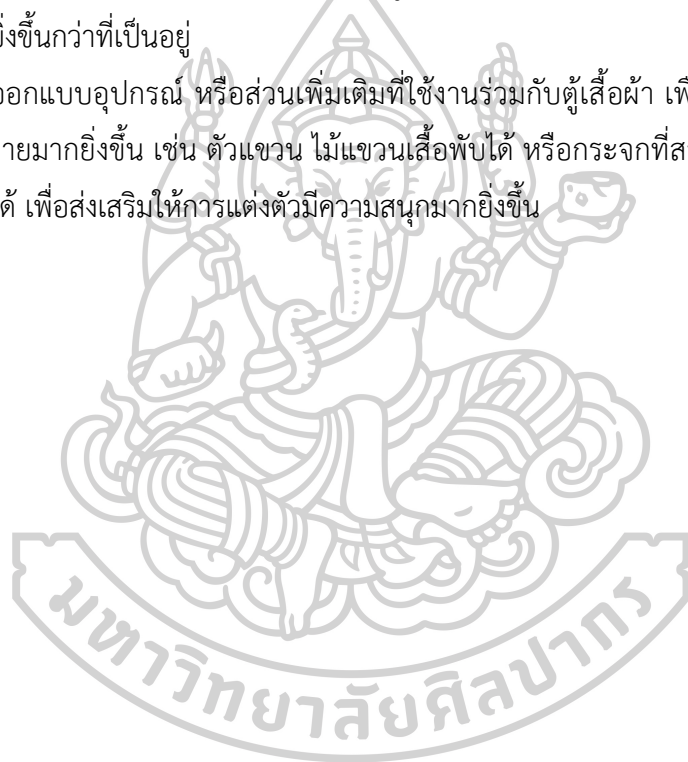 ยิ่งขึ้นกว่าที่เป็นอยู่
ออกแบบอุปกรณ์ หรือส่วนเพิ่มเติมที่ใช้งานร่วมกับตู้เสื้อผ้า
มากยิ่งขึ้น เช่น ตัวแขวน ไม้แขวนเสื้อพับได้ หรือกระจกที่
ได้ เพื่อส่งเสริมให้การแต่งตัวมีความสนุกมากยิ่งขึ้น
มหาวิทยาลัยศิลปากร